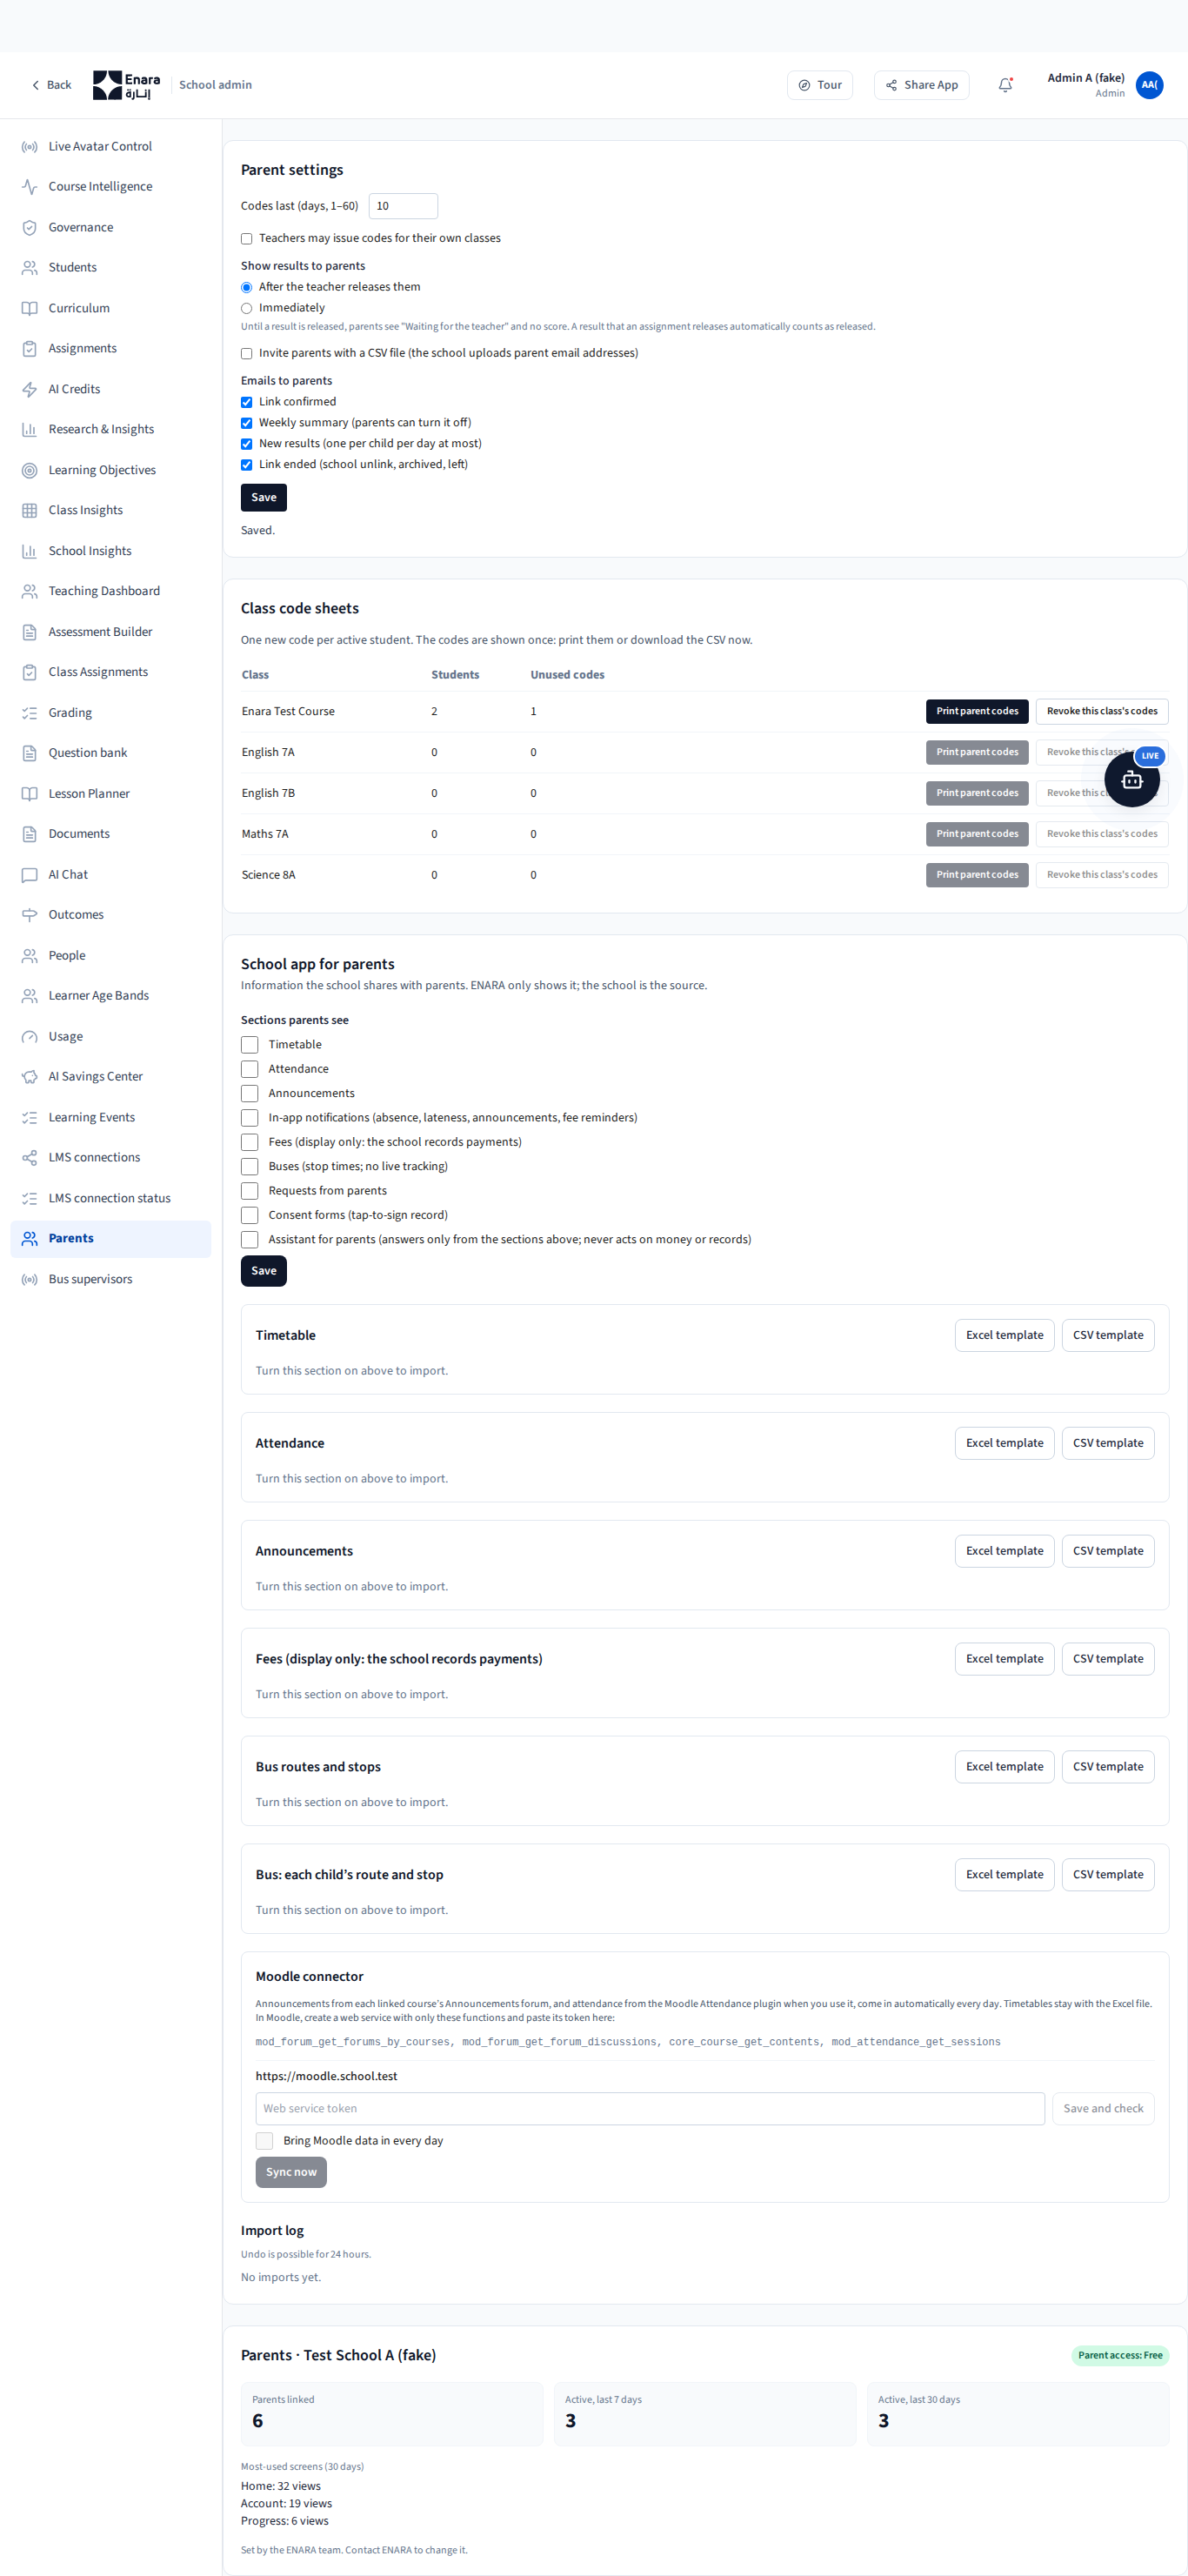 Back
Enara
إنارة
School admin
Tour
Share App
Admin A (fake)
Admin
AA(
Live Avatar Control
Course Intelligence
Governance
Students
Curriculum
Assignments
AI Credits
Research & Insights
Learning Objectives
Class Insights
School Insights
Teaching Dashboard
Assessment Builder
Class Assignments
Grading
Question bank
Lesson Planner
Documents
AI Chat
Outcomes
People
Learner Age Bands
Usage
AI Savings Center
Learning Events
LMS connections
LMS connection status
Parents
Bus supervisors
Parent settings
Codes last (days, 1–60) 10
Teachers may issue codes for their own classes
Show results to parents
After the teacher releases them
Immediately
Until a result is released, parents see "Waiting for the teacher" and no score. A result that an assignment releases automatically counts as released.
Invite parents with a CSV file (the school uploads parent email addresses)
Emails to parents
Link confirmed
Weekly summary (parents can turn it off)
New results (one per child per day at most)
Link ended (school unlink, archived, left)
Save
Saved.
Class code sheets
One new code per active student. The codes are shown once: print them or download the CSV now.
Class Students Unused codes
Enara Test Course 2 1 Print parent codes Revoke this class's codes
English 7A 0 0 Print parent codes Revoke this class's
LIVE
English 7B 0 0 Print parent codes Revoke this codes
Maths 7A 0 0 Print parent codes Revoke this class's codes
Science 8A 0 0 Print parent codes Revoke this class's codes
School app for parents
Information the school shares with parents. ENARA only shows it; the school is the source.
Sections parents see
Timetable
Attendance
Announcements
In-app notifications (absence, lateness, announcements, fee reminders)
Fees (display only: the school records payments)
Buses (stop times; no live tracking)
Requests from parents
Consent forms (tap-to-sign record)
Assistant for parents (answers only from the sections above; never acts on money or records)
Save
Timetable Excel template CSV template
Turn this section on above to import.
Attendance Excel template CSV template
Turn this section on above to import.
Announcements Excel template CSV template
Turn this section on above to import.
Fees (display only: the school records payments) Excel template CSV template
Turn this section on above to import.
Bus routes and stops Excel template CSV template
Turn this section on above to import.
Bus: each child's route and stop Excel template CSV template
Turn this section on above to import.
Moodle connector
Announcements from each linked course's Announcements forum, and attendance from the Moodle Attendance plugin when you use it, come in automatically every day. Timetables stay with the Excel file.
In Moodle, create a web service with only these functions and paste its token here:
mod_forum_get_forums_by_courses, mod_forum_get_forum_discussions, core_course_get_contents, mod_attendance_get_sessions
https://moodle.school.test
Web service token Save and check
Bring Moodle data in every day
Sync now
Import log
Undo is possible for 24 hours.
No imports yet.
Parents · Test School A (fake) Parent access: Free
Parents linked Active, last 7 days Active, last 30 days
6 3 3
Most-used screens (30 days)
Home: 32 views
Account: 19 views
Progress: 6 views
Set by the ENARA team. Contact ENARA to change it.